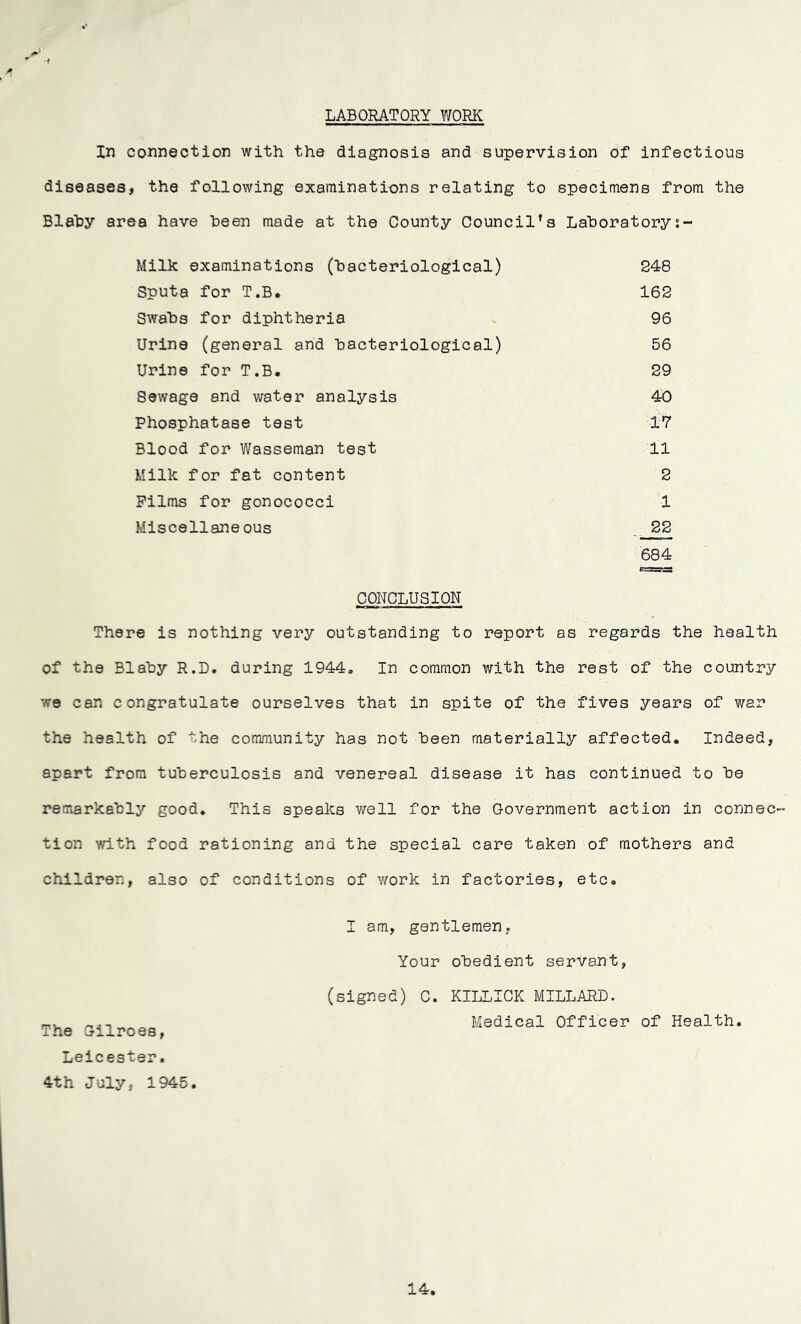 LABORATORY WORK
In connection with the diagnosis and supervision of infectious
diseases, the following examinations relating to specimens from the
Blaby area have been made at the County Council's Laboratory:-
Milk examinations (bacteriological) 248
Sputa for T.B. 162
Swabs for diphtheria 96
Urine (general and bacteriological) 56
Urine for T.B. 29
Sewage and water analysis 40
Phosphatase test 17
Blood for Wasseman test 11
Milk for fat content 2
Films for gonococci 1
Miscellaneous 22
684
CONCLUSION
There is nothing very outstanding to report as regards the health
of the Blaby R.D. during 1944. In common with the rest of the country
we can congratulate ourselves that in spite of the fives years of war
the health of the community has not been materially affected. Indeed,
apart from tuberculosis and venereal disease it has continued to be
remarkably good. This speaks well for the Government action in connec-
tion with food rationing and the special care taken of mothers and
children, also of conditions of work in factories, etc.
I am, gentlemen,
Your obedient servant,
(signed) C. KILLICK MILLARD.
Medical Officer of Health.
The Gilroes,
Leicester.
4th July, 1945.
14.